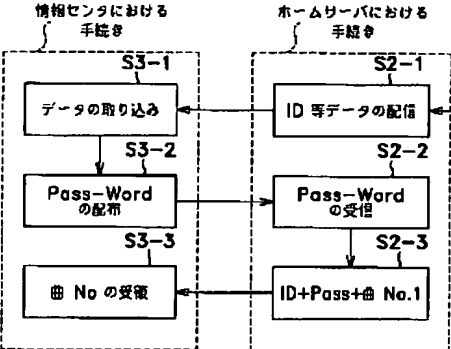 情報センタにおける
手続き
ホームサーバにおける
手続き
S3-1
データの取り込み
S2-1
ID 等データの配信
S3-2
Pass-Word
の配布
S2-2
Pass-Ward
の受信
S3-3
曲 No の受領
S2-3
ID+Pass+曲 No.1